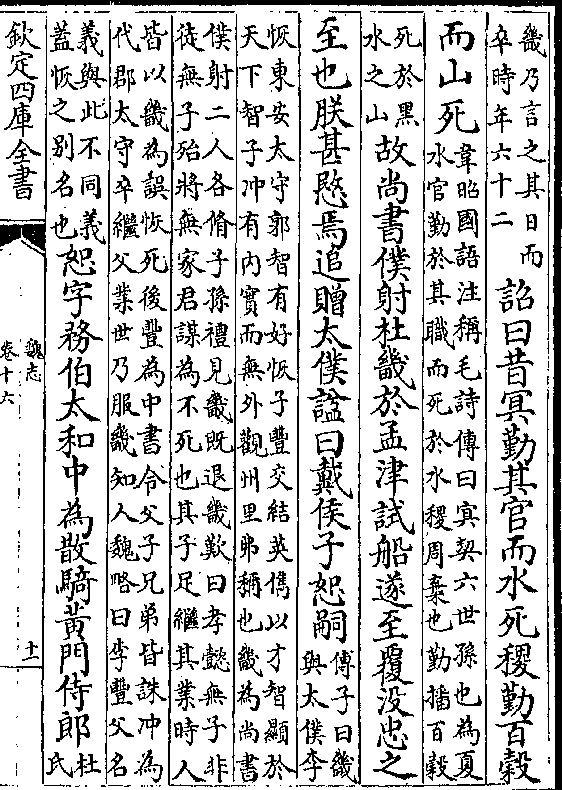 畿乃言之其日而
卒時年六十二
詔曰昔冥勤其官而水死稷勤百穀
而山死
韋昭國語注稱毛詩傳曰冥契六世孫也為夏
水官勤於其職而死於水稷周棄也勤播百穀
死於黑
水之山
故尚書僕射杜畿於孟津試船遂至覆没忠之
至也朕甚愍焉追贈太僕諡曰戴侯子恕嗣
傅子曰畿
與太僕李
恢東安太守郭智有好恢子豐交結英儁以才智顯於
天下智子冲有内實而無外觀州里弗稱也畿為尚書
僕射二人各脩子孫禮見畿既退畿歎曰孝懿無子非
徒無子殆將無家君謀為不死也其子足繼其業時人
皆以畿為誤恢死後豐為中書令父子兄弟皆誅冲為
代郡太守卒繼父業世乃服畿知人魏略曰李豐父名
義與此不同義
蓋恢之别名也
恕字務伯太和中為散騎黄門侍郎
杜
氏
欽定四庫全書
魏志
卷十六
十一